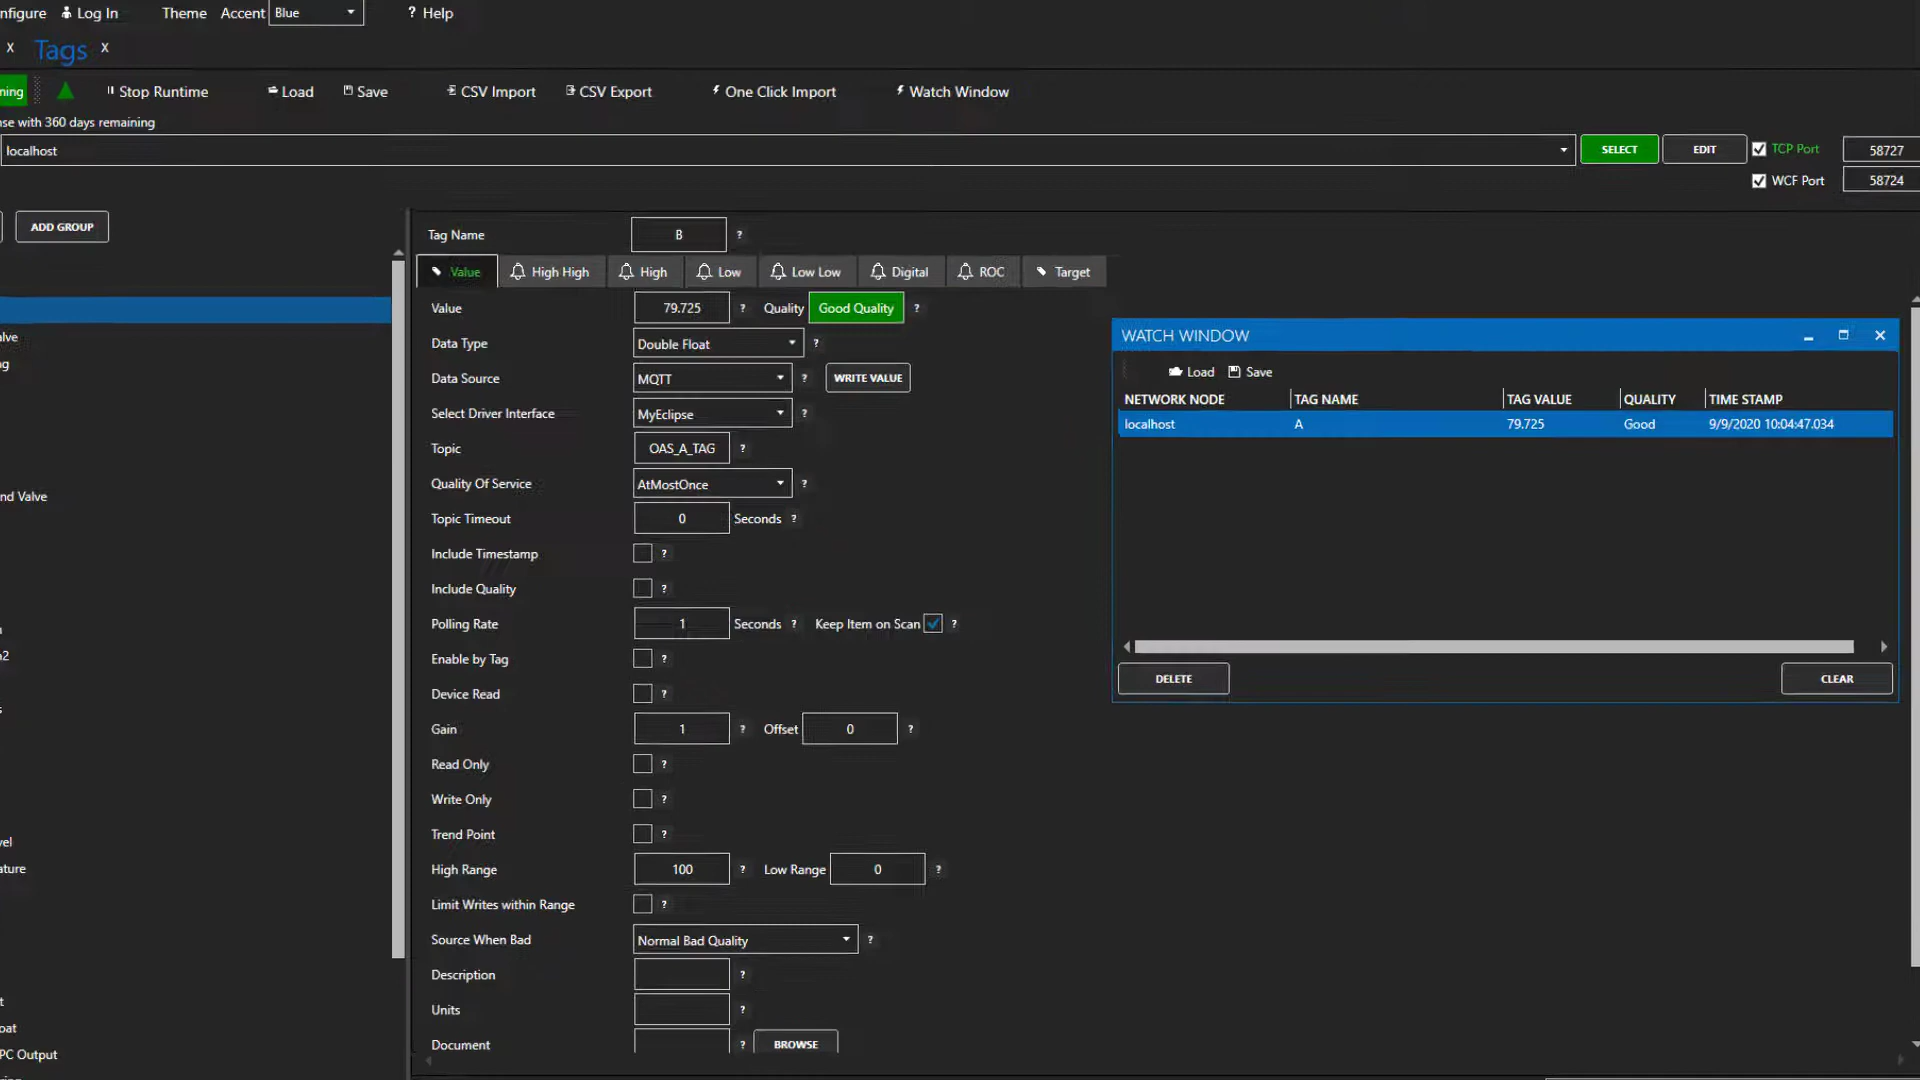 nfigure Log In Theme Accent Blue ? Help
x Tags x
ning Stop Runtime Load Save CSV Import CSV Export One Click Import Watch Window
nse with 360 days remaining
localhost SELECT EDIT TCP Port 58727
WCF Port 58724
ADD GROUP
Tag Name B ?
Value High High High Low Low Low Digital ROC Target
Value 79.725 ? Quality Good Quality ?
Data Type Double Float ?
Data Source MQTT ? WRITE VALUE
Select Driver Interface MyEclipse ?
Topic OAS_A_TAG ?
Quality Of Service AtMostOnce ?
Topic Timeout 0 Seconds ?
Include Timestamp ?
Include Quality ?
Polling Rate 1 Seconds ? Keep Item on Scan ?
Enable by Tag ?
Device Read ?
Gain 1 ? Offset 0 ?
Read Only ?
Write Only ?
Trend Point ?
High Range 100 ? Low Range 0 ?
Limit Writes within Range ?
Source When Bad Normal Bad Quality ?
Description ?
Units ?
Document ? BROWSE
WATCH WINDOW
Load Save
NETWORK NODE TAG NAME TAG VALUE QUALITY TIME STAMP
localhost A 79.725 Good 9/9/2020 10:04:47.034
DELETE CLEAR
alve
g
nd Valve
n
n2
s
vel
ature
t
oat
PC Output